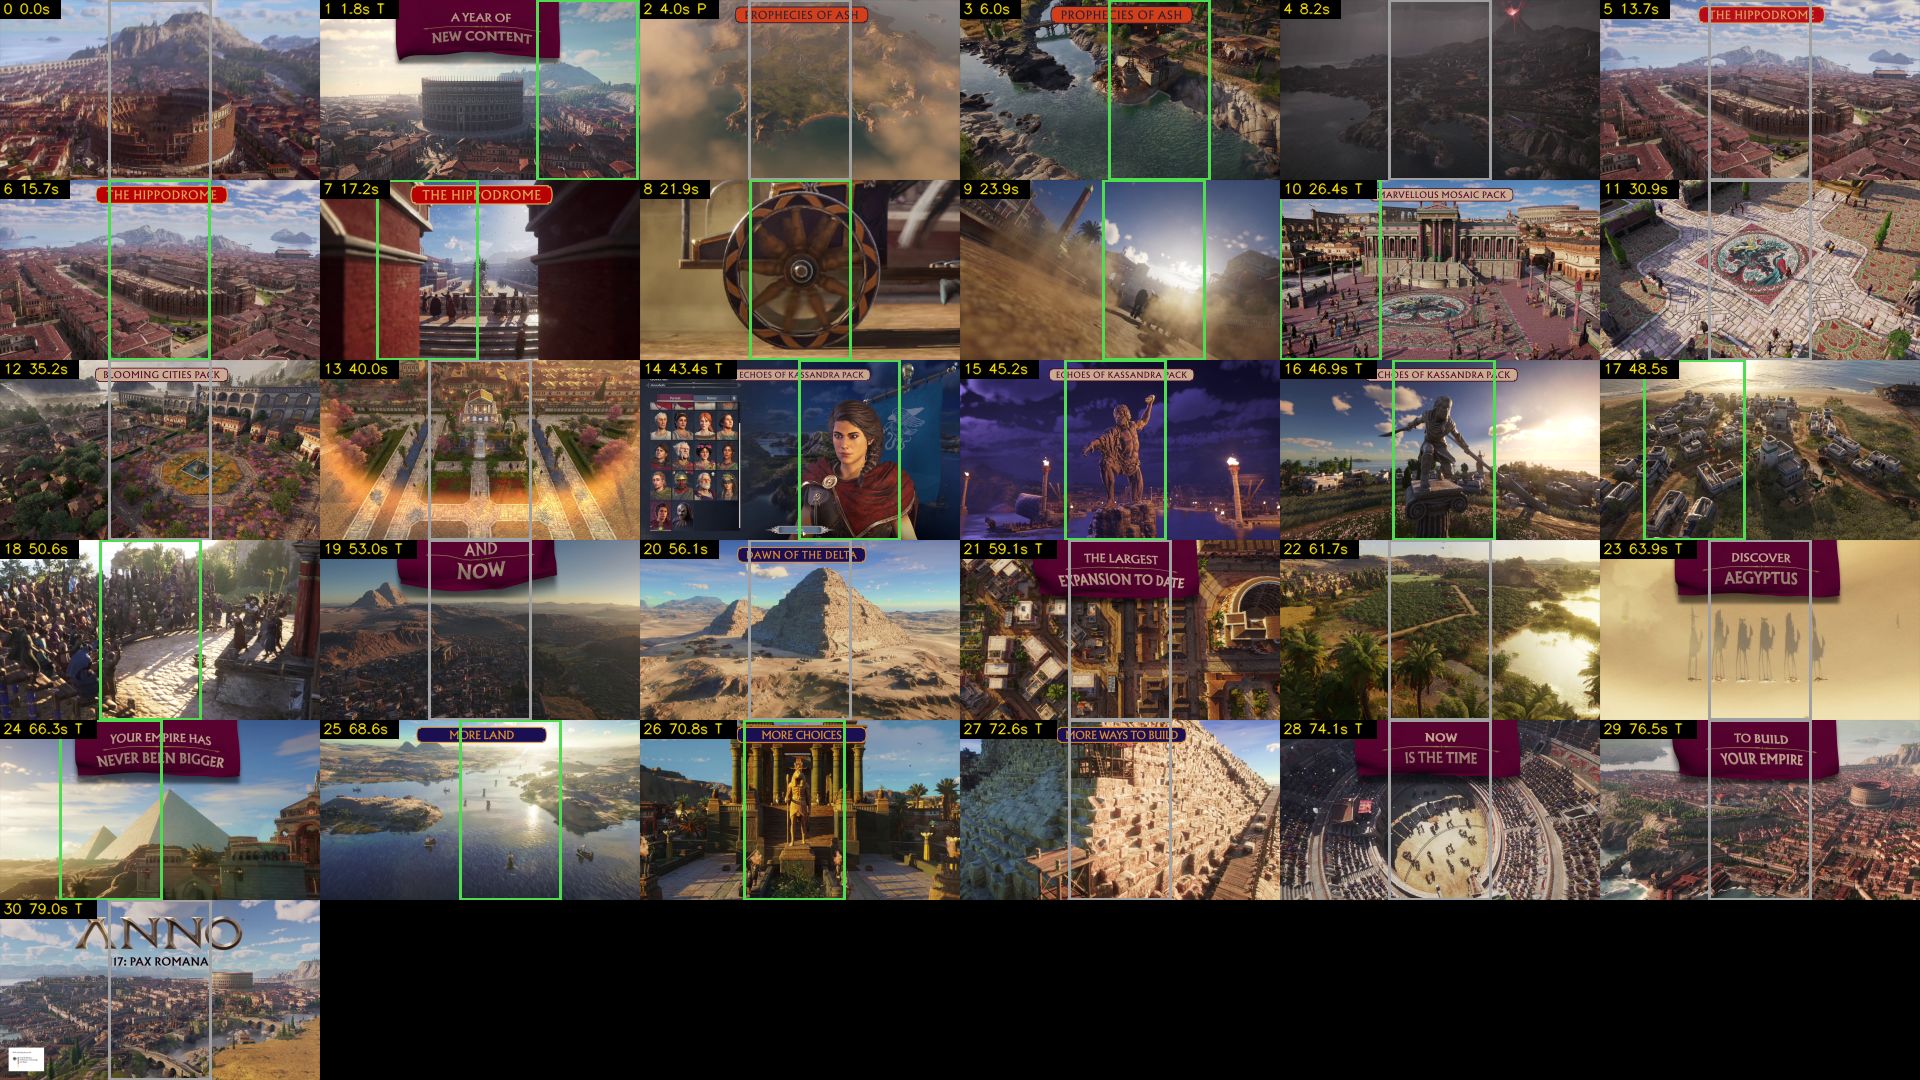 0 0.0s
1 1.8s T
A YEAR OF
NEW CONTENT
2 4.0s P
PROPHECIES OF ASH
3 6.0s
PROPHECIES OF ASH
4 8.2s
5 13.7s
THE HIPPODROME
6 15.7s
THE HIPPODROME
7 17.2s
THE HIPPODROME
8 21.9s
9 23.9s
10 26.4s T
MARVELLOUS MOSAIC PACK
11 30.9s
12 35.2s
BLOOMING CITIES PACK
13 40.0s
14 43.4s T
ECHOES OF KASSANDRA PACK
15 45.2s
ECHOES OF KASSANDRA PACK
16 46.9s T
ECHOES OF KASSANDRA PACK
17 48.5s
18 50.6s
19 53.0s T
AND
NOW
20 56.1s
DAWN OF THE DELTA
21 59.1s T
THE LARGEST
EXPANSION TO DATE
22 61.7s
23 63.9s T
DISCOVER
AEGYPTUS
24 66.3s T
YOUR EMPIRE HAS
NEVER BEEN BIGGER
25 68.6s
MORE LAND
26 70.8s T
MORE CHOICES
27 72.6s T
MORE WAYS TO BUILD
28 74.1s T
NOW
IS THE TIME
29 76.5s T
TO BUILD
YOUR EMPIRE
30 79.0s T
ANNO
17: PAX ROMANA